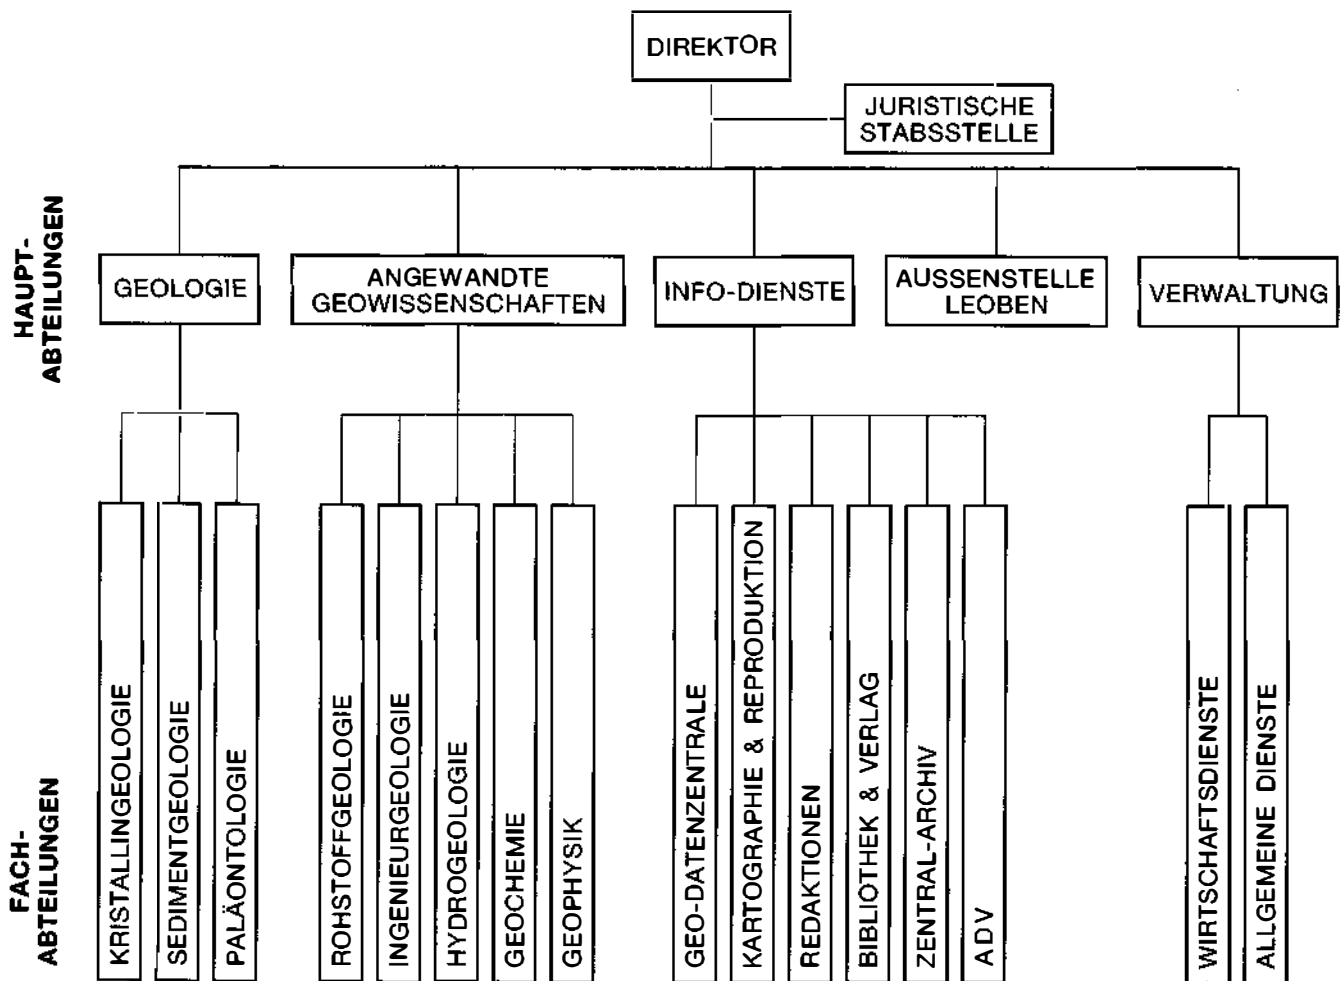 DIREKTOR
JURISTISCHE
STABSSTELLE
HAUPT-
ABTEILUNGEN
GEOLOGIE
ANGEWANDTE
GEOWISSENSCHAFTEN
INFO-DIENSTE
AUSSENSTELLE
LEOBEN
VERWALTUNG
FACH-
ABTEILUNGEN
KRISTALLINGEOLOGIE
SEDIMENTGEOLOGIE
PALÄONTOLOGIE
ROHSTOFFGEOLOGIE
INGENIEURGEOLOGIE
HYDROGEOLOGIE
GEOCHEMIE
GEOPHYSIK
GEO-DATENZENTRALE
KARTOGRAPHIE & REPRODUKTION
REDAKTIONEN
BIBLIOTHEK & VERLAG
ZENTRAL-ARCHIV
ADV
WIRTSCHAFTSDIENSTE
ALLGEMEINE DIENSTE